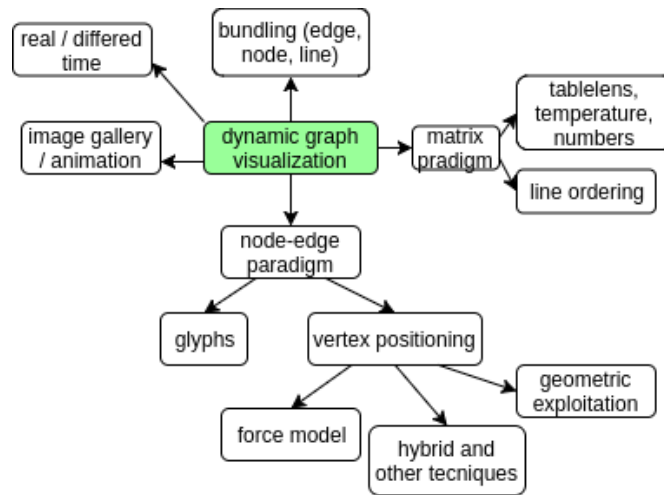 real / differed
time
bundling (edge,
node, line)
tablelens,
temperature,
numbers
image gallery
/ animation
dynamic graph
visualization
matrix
pradigm
line ordering
node-edge
paradigm
glyphs
vertex positioning
geometric
exploitation
force model
hybrid and
other tecniques